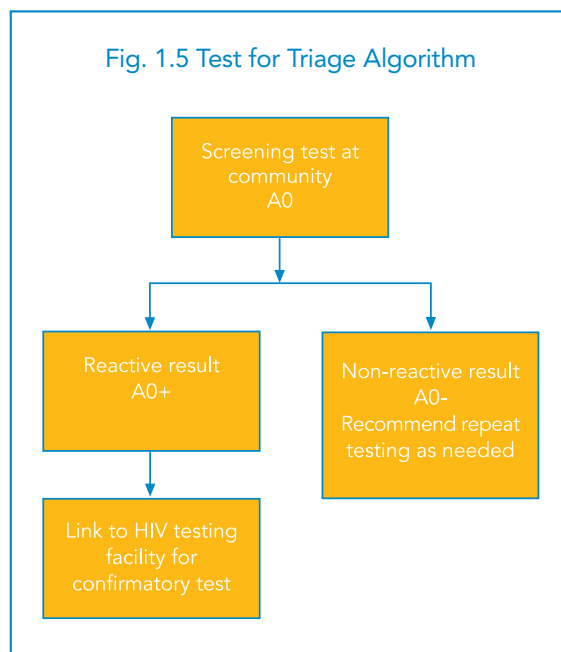 Fig. 1.5 Test for Triage Algorithm
Screening test at
community
A0
Reactive result
A0+
Non-reactive result
A0-
Recommend repeat
testing as needed
Link to HIV testing
facility for
confirmatory test